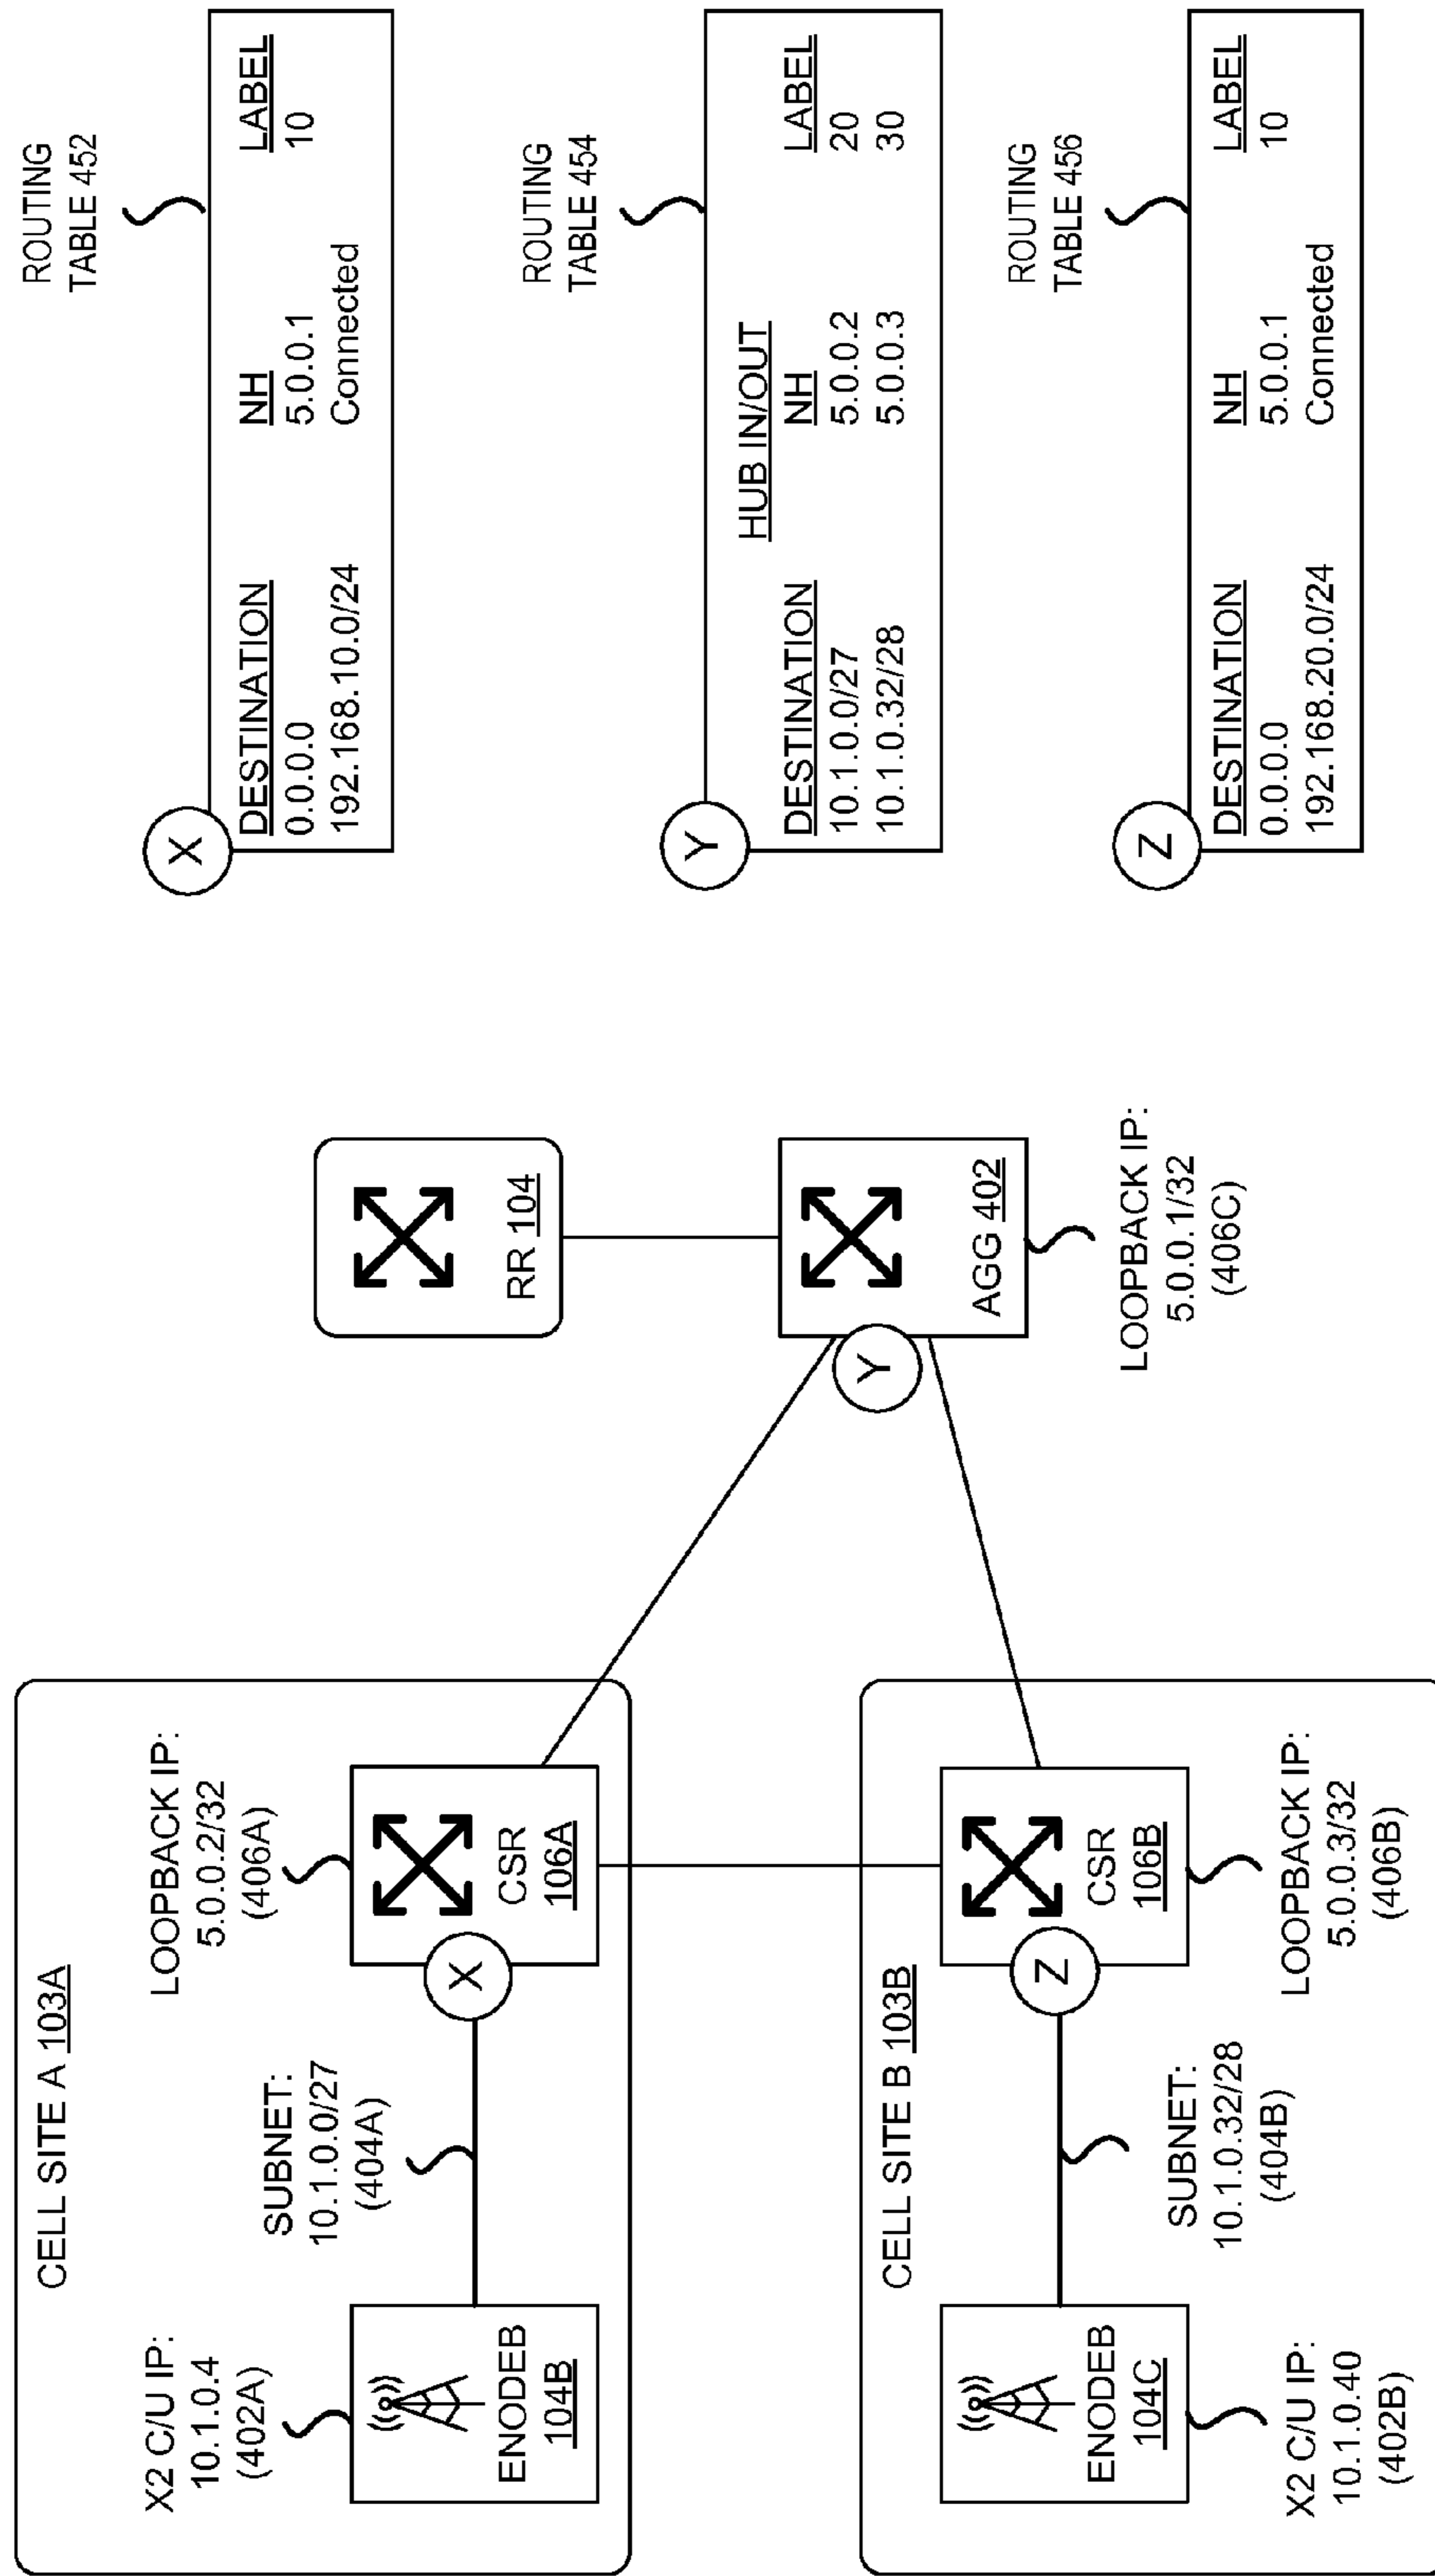 CELL SITE A 103A
X2 C/U IP:
10.1.0.4
(402A)
ENODEB
104B
SUBNET:
10.1.0.0/27
(404A)
X
LOOPBACK IP:
5.0.0.2/32
(406A)
CSR
106A
CELL SITE B 103B
ENODEB
104C
X2 C/U IP:
10.1.0.40
(402B)
SUBNET:
10.1.0.32/28
(404B)
Z
CSR
106B
LOOPBACK IP:
5.0.0.3/32
(406B)
RR 104
Y
AGG 402
LOOPBACK IP:
5.0.0.1/32
(406C)
ROUTING
TABLE 452
X
DESTINATION NH LABEL
0.0.0.0 5.0.0.1 10
192.168.10.0/24 Connected
ROUTING
TABLE 454
Y
HUB IN/OUT
DESTINATION NH LABEL
10.1.0.0/27 5.0.0.2 20
10.1.0.32/28 5.0.0.3 30
ROUTING
TABLE 456
Z
DESTINATION NH LABEL
0.0.0.0 5.0.0.1 10
192.168.20.0/24 Connected